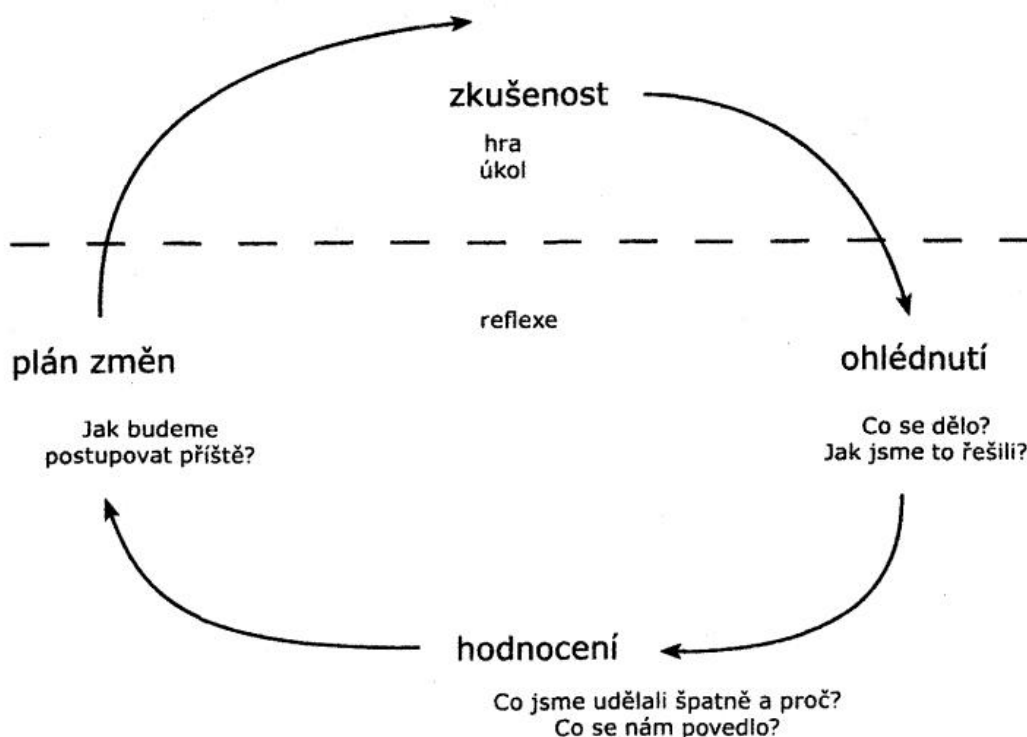 zkušenost
hra
úkol
reflexe
plán změn
ohlédnutí
Jak budeme
postupovat příště?
Co se dělo?
Jak jsme to řešili?
hodnocení
Co jsme udělali špatně a proč?
Co se nám povedlo?